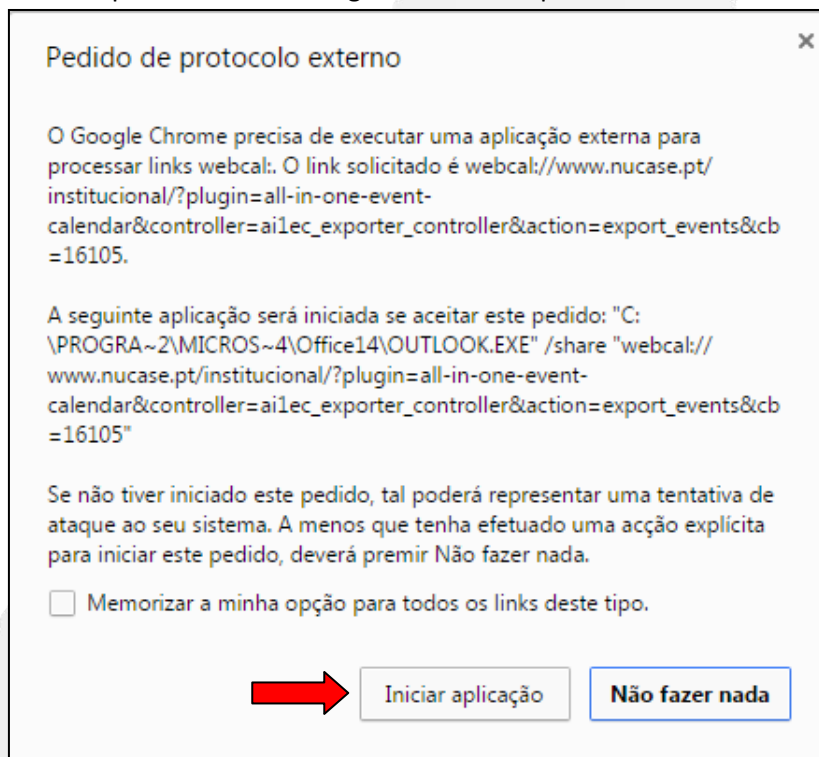 Pedido de protocolo externo
O Google Chrome precisa de executar uma aplicação externa para
processar links webcal:. O link solicitado é webcal://www.nucase.pt/
institucional/?plugin=all-in-one-event-
calendar&controller=ai1ec_exporter_controller&action=export_events&cb
=16105.
A seguinte aplicação será iniciada se aceitar este pedido: "C:
\PROGRA~2\MICROS~4\Office14\OUTLOOK.EXE" /share "webcal://
www.nucase.pt/institucional/?plugin=all-in-one-event-
calendar&controller=ai1ec_exporter_controller&action=export_events&cb
=16105"
Se não tiver iniciado este pedido, tal poderá representar uma tentativa de
ataque ao seu sistema. A menos que tenha efetuado uma acção explícita
para iniciar este pedido, deverá premir Não fazer nada.
Memorizar a minha opção para todos os links deste tipo.
Iniciar aplicação
Não fazer nada